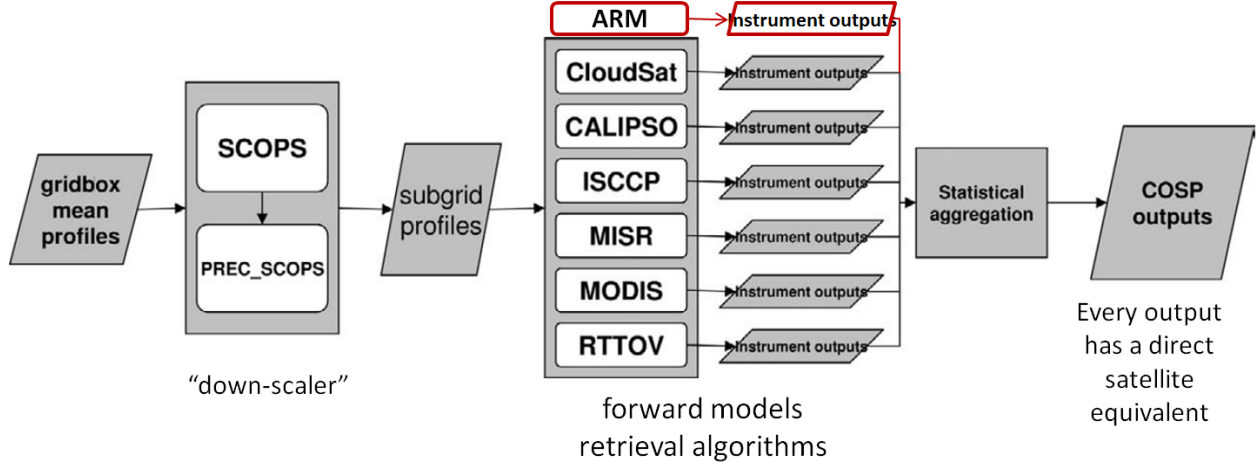 ARM
Instrument outputs
CloudSat
Instrument outputs
CALIPSO
Instrument outputs
ISCCP
Instrument outputs
MISR
Instrument outputs
MODIS
Instrument outputs
RTTOV
Instrument outputs
gridbox
mean
profiles
SCOPS
PREC_SCOPS
"down-scaler"
subgrid
profiles
forward models
retrieval algorithms
Statistical
aggregation
COSP
outputs
Every output
has a direct
satellite
equivalent